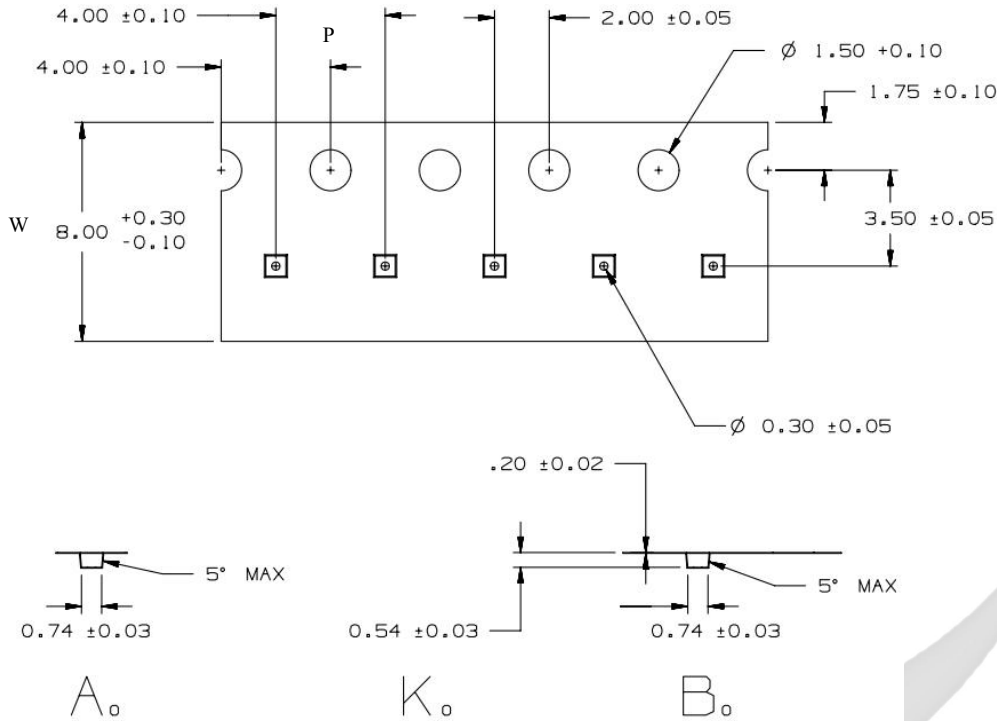 4.00 ±0.10
2.00 ±0.05
P
Ø 1.50 +0.10
4.00 ±0.10
1.75 ±0.10
W
8.00 +0.30 -0.10
3.50 ±0.05
Ø 0.30 ±0.05
.20 ±0.02
5° MAX
5° MAX
0.74 ±0.03
0.54 ±0.03
0.74 ±0.03
A₀
K₀
B₀